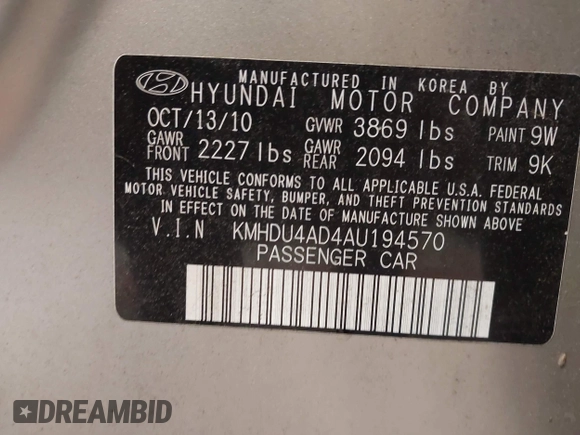 MANUFACTURED IN KOREA BY
HYUNDAI MOTOR COMPANY
OCT/13/10 GVWR 3869 lbs PAINT 9W
GAWR FRONT 2227 lbs GAWR REAR 2094 lbs TRIM 9K
THIS VEHICLE CONFORMS TO ALL APPLICABLE U.S.A. FEDERAL
MOTOR VEHICLE SAFETY, BUMPER, AND THEFT PREVENTION STANDARDS
IN EFFECT ON THE DATE OF MANUFACTURE SHOWN ABOVE.
V.I.N KMHDU4AD4AU194570
PASSENGER CAR
DREAMBID